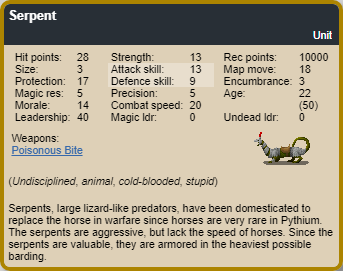 Serpent
Unit
Hit points: 28 Strength: 13 Rec points: 10000
Size: 3 Attack skill: 13 Map move: 18
Protection: 17 Defence skill: 9 Encumbrance: 3
Magic res: 5 Precision: 5 Age: 22
Morale: 14 Combat speed: 20 (50)
Leadership: 40 Magic ldr: 0 Undead ldr: 0
Weapons:
Poisonous Bite
(Undisciplined, animal, cold-blooded, stupid)
Serpents, large lizard-like predators, have been domesticated to
replace the horse in warfare since horses are very rare in Pythium.
The serpents are aggressive, but lack the speed of horses. Since the
serpents are valuable, they are armored in the heaviest possible
barding.